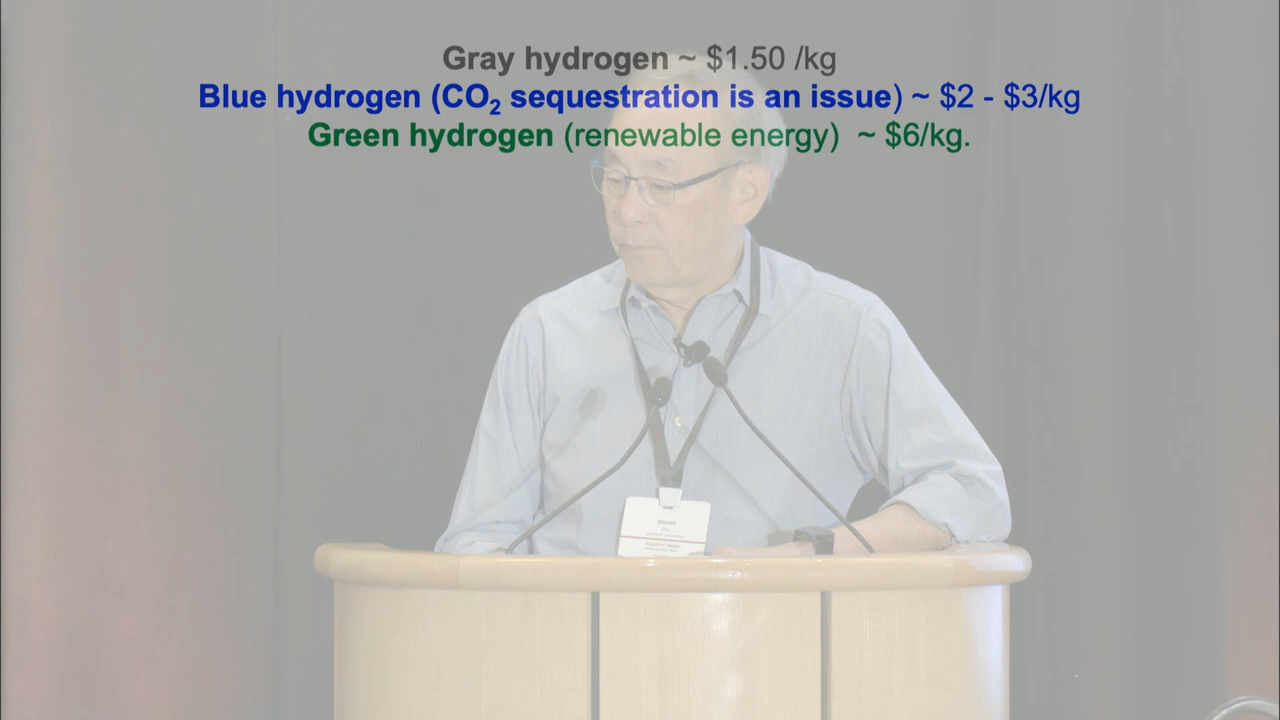 Gray hydrogen ~ $1.50 /kg
Blue hydrogen (CO₂ sequestration is an issue) ~ $2 - $3/kg
Green hydrogen (renewable energy)  ~ $6/kg.
Steven